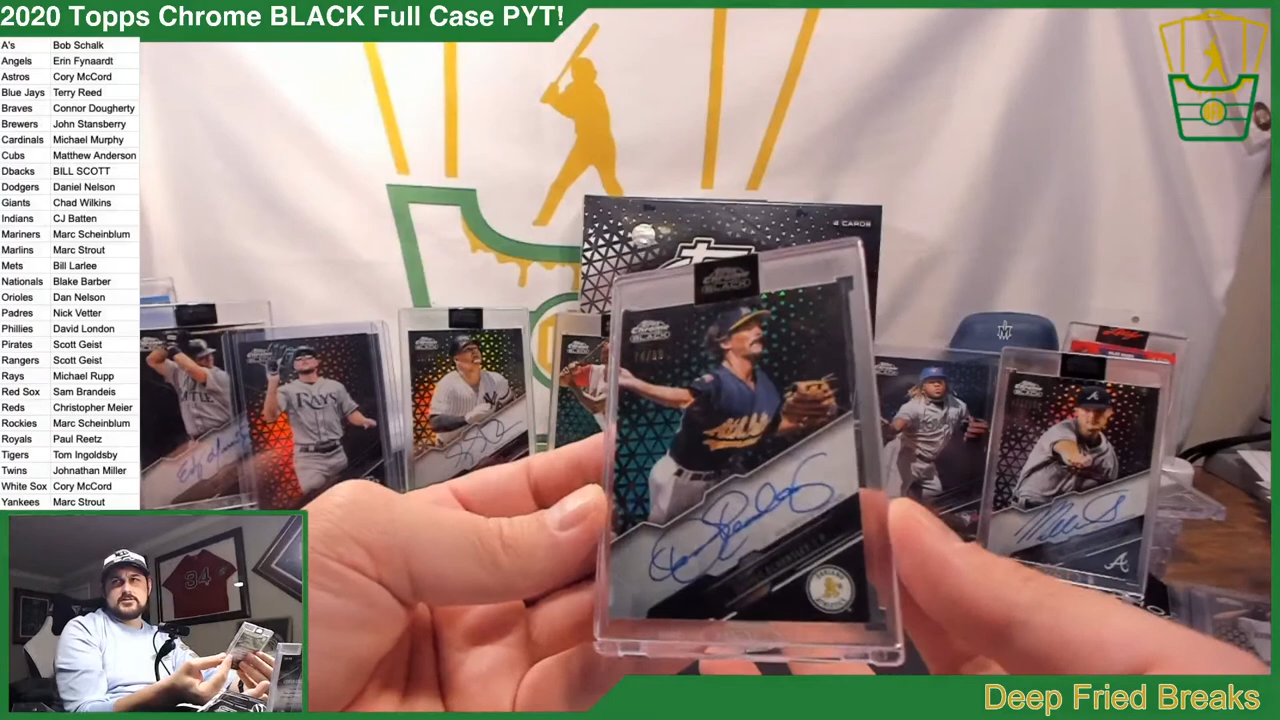 2020 Topps Chrome BLACK Full Case PYT!
A's Bob Schalk
Angels Erin Fynaardt
Astros Cory McCord
Blue Jays Terry Reed
Braves Connor Dougherty
Brewers John Stansberry
Cardinals Michael Murphy
Cubs Matthew Anderson
Dbacks BILL SCOTT
Dodgers Daniel Nelson
Giants Chad Wilkins
Indians CJ Batten
Mariners Marc Scheinblum
Marlins Marc Strout
Mets Bill Larlee
Nationals Blake Barber
Orioles Dan Nelson
Padres Nick Vetter
Phillies David London
Pirates Scott Geist
Rangers Scott Geist
Rays Michael Rupp
Red Sox Sam Brandeis
Reds Christopher Meier
Rockies Marc Scheinblum
Royals Paul Reetz
Tigers Tom Ingoldsby
Twins Johnathan Miller
White Sox Cory McCord
Yankees Marc Strout
4 CARDS
RAYS
34
Deep Fried Breaks